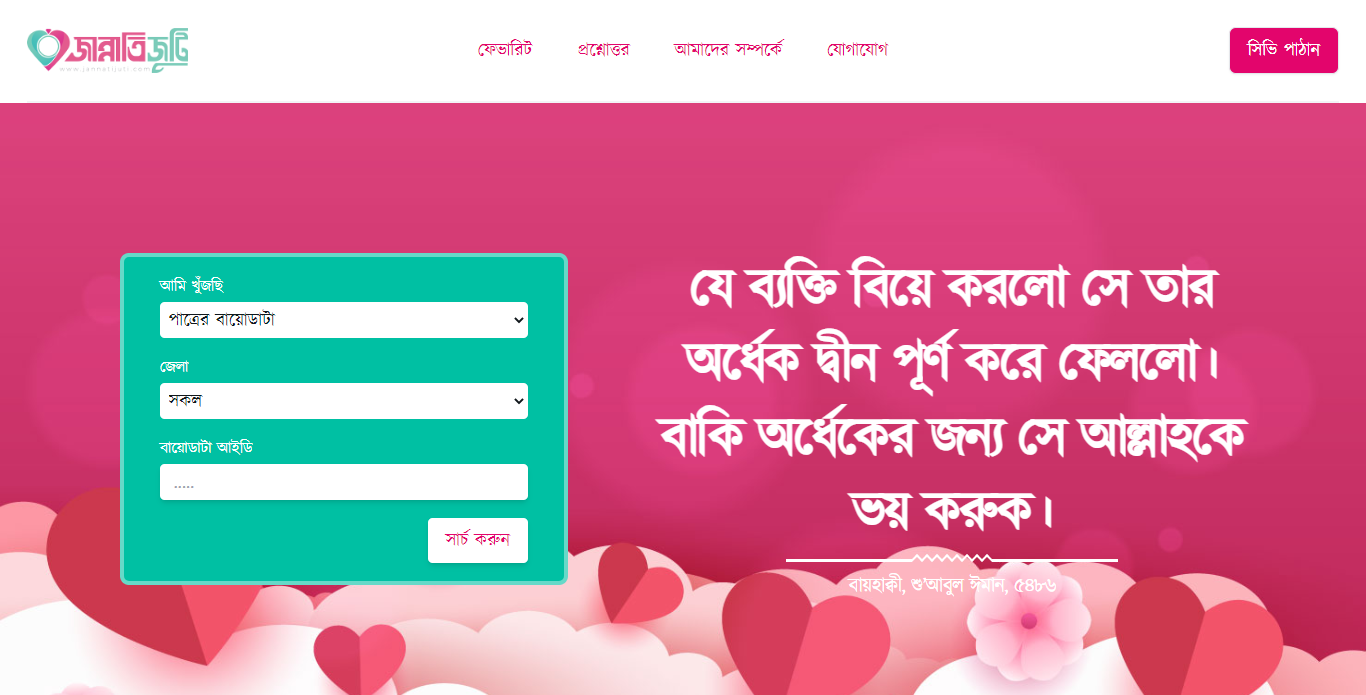 জান্নাতি জুটি
www.jannatijuti.com
ফেভারিট
প্রশ্নোত্তর
আমাদের সম্পর্কে
যোগাযোগ
সিভি পাঠান
আমি খুঁজছি
পাত্রের বায়োডাটা
জেলা
সকল
বায়োডাটা আইডি
.....
সার্চ করুন
যে ব্যক্তি বিয়ে করলো সে তার
অর্ধেক দ্বীন পূর্ণ করে ফেললো।
বাকি অর্ধেকের জন্য সে আল্লাহকে
ভয় করুক।
বায়হাক্বী, শু'আবুল ঈমান, ৫৪৮৬